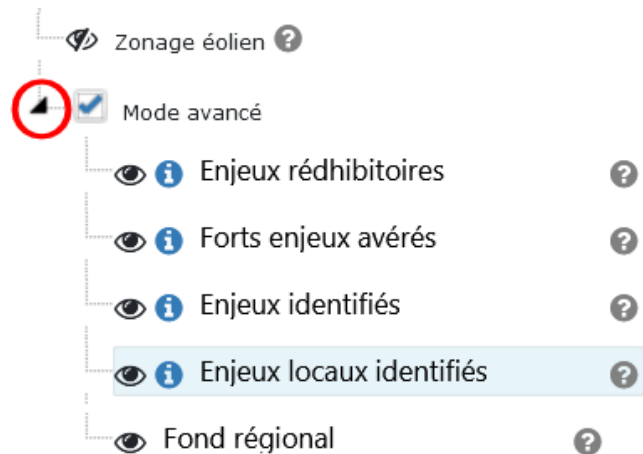 Zonage éolien ?
Mode avancé
i Enjeux rédhibitoires ?
i Forts enjeux avérés ?
i Enjeux identifiés ?
i Enjeux locaux identifiés ?
Fond régional ?